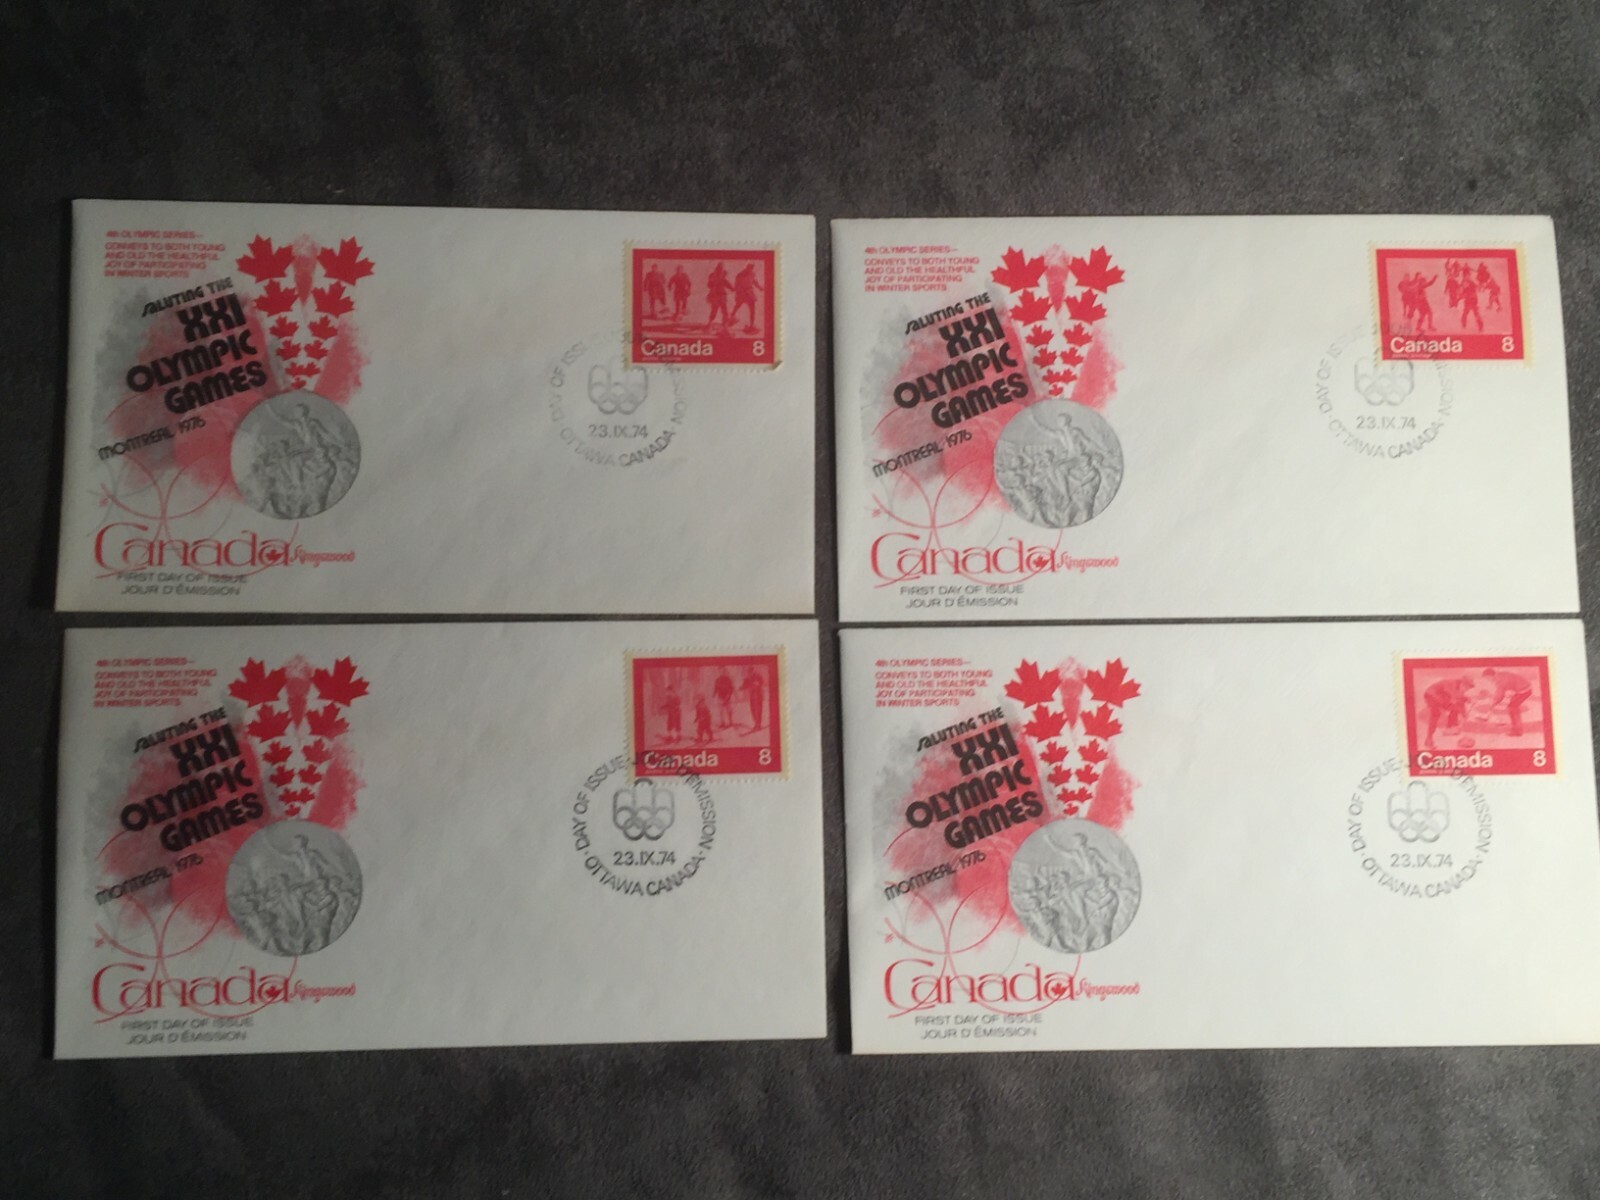 4th OLYMPIC SERIES—
CONVEYS TO BOTH YOUNG
AND OLD THE HEALTHFUL
JOY OF PARTICIPATING
IN WINTER SPORTS
SALUTING THE
XXI
OLYMPIC
GAMES
MONTREAL 1976
Canada Kingswood
FIRST DAY OF ISSUE
JOUR D'ÉMISSION
Canada 8
DAY OF ISSUE
23.IX.74
OTTAWA CANADA
4th OLYMPIC SERIES—
CONVEYS TO BOTH YOUNG
AND OLD THE HEALTHFUL
JOY OF PARTICIPATING
IN WINTER SPORTS
SALUTING THE
XXI
OLYMPIC
GAMES
MONTREAL 1976
Canada Kingswood
FIRST DAY OF ISSUE
JOUR D'ÉMISSION
Canada 8
DAY OF ISSUE
23.IX.74
OTTAWA CANADA
4th OLYMPIC SERIES—
CONVEYS TO BOTH YOUNG
AND OLD THE HEALTHFUL
JOY OF PARTICIPATING
IN WINTER SPORTS
SALUTING THE
XXI
OLYMPIC
GAMES
MONTREAL 1976
Canada Kingswood
FIRST DAY OF ISSUE
JOUR D'ÉMISSION
Canada 8
DAY OF ISSUE
23.IX.74
OTTAWA CANADA
4th OLYMPIC SERIES—
CONVEYS TO BOTH YOUNG
AND OLD THE HEALTHFUL
JOY OF PARTICIPATING
IN WINTER SPORTS
SALUTING THE
XXI
OLYMPIC
GAMES
MONTREAL 1976
Canada Kingswood
FIRST DAY OF ISSUE
JOUR D'ÉMISSION
Canada 8
DAY OF ISSUE
23.IX.74
OTTAWA CANADA